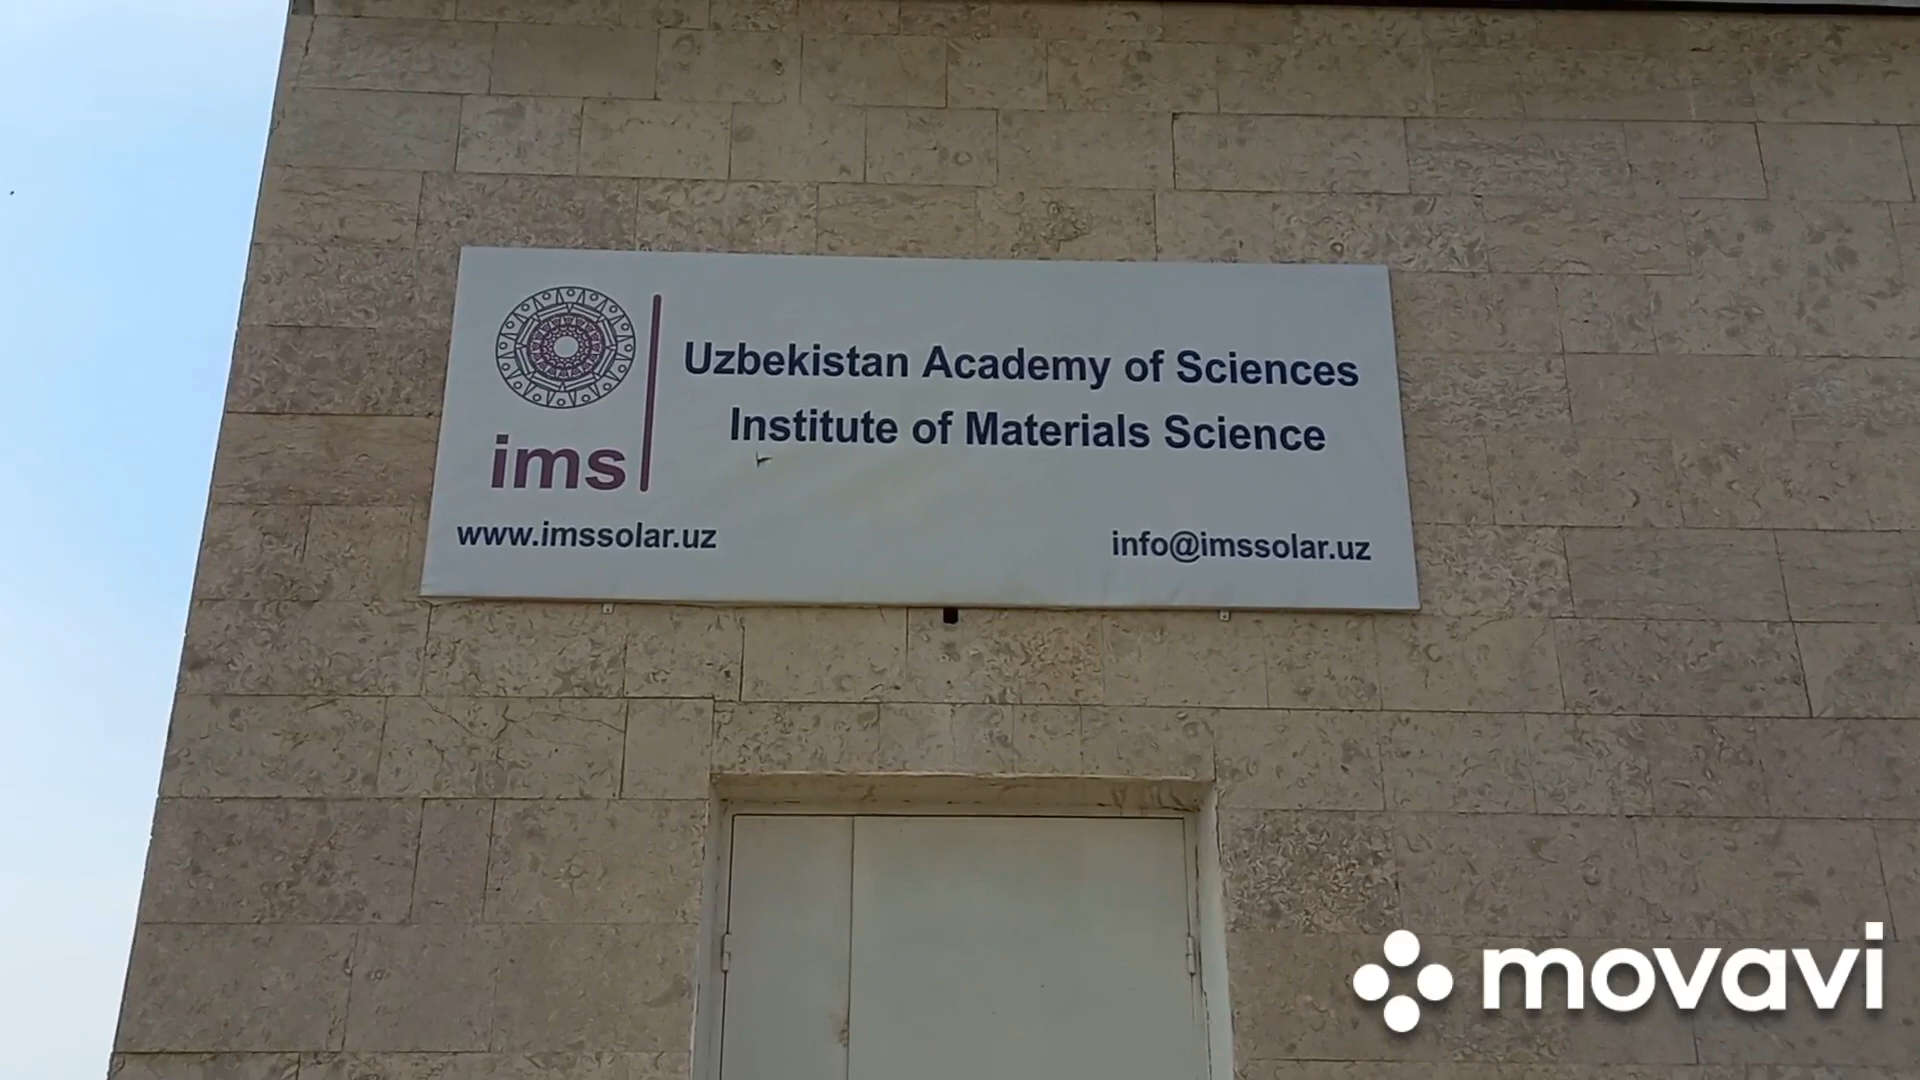 Uzbekistan Academy of Sciences
Institute of Materials Science
ims
www.imssolar.uz
info@imssolar.uz
movavi